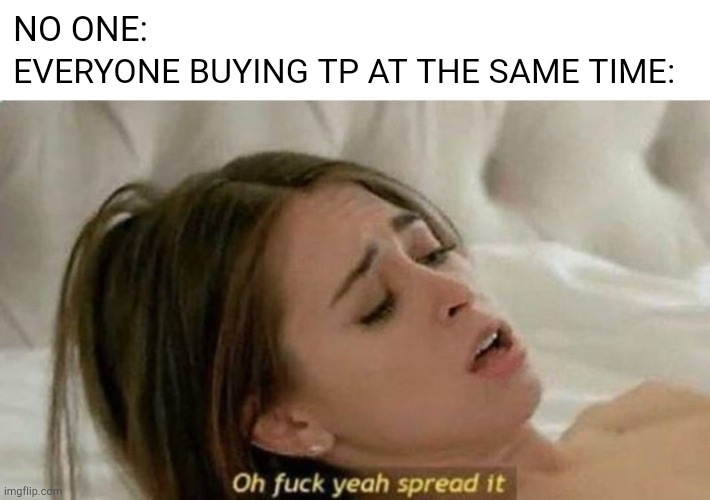 NO ONE:
EVERYONE BUYING TP AT THE SAME TIME:
Oh fuck yeah spread it
imgflip.com